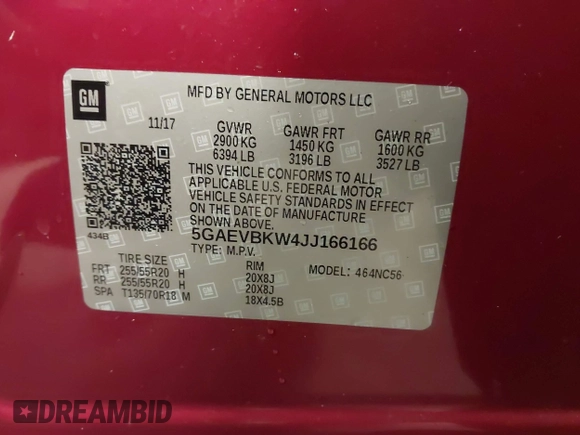 GM
MFD BY GENERAL MOTORS LLC
11/17
GVWR GAWR FRT GAWR RR
2900 KG 1450 KG 1600 KG
6394 LB 3196 LB 3527 LB
THIS VEHICLE CONFORMS TO ALL
APPLICABLE U.S. FEDERAL MOTOR
VEHICLE SAFETY STANDARDS IN EFFECT
ON THE DATE OF MANUFACTURE
SHOWN ABOVE.
434B
5GAEVBKW4JJ166166
TYPE: M.P.V.
TIRE SIZE RIM MODEL: 464NC56
FRT 255/55R20 H 20X8J
RR 255/55R20 H 20X8J
SPA T135/70R18 M 18X4.5B
DREAMBID